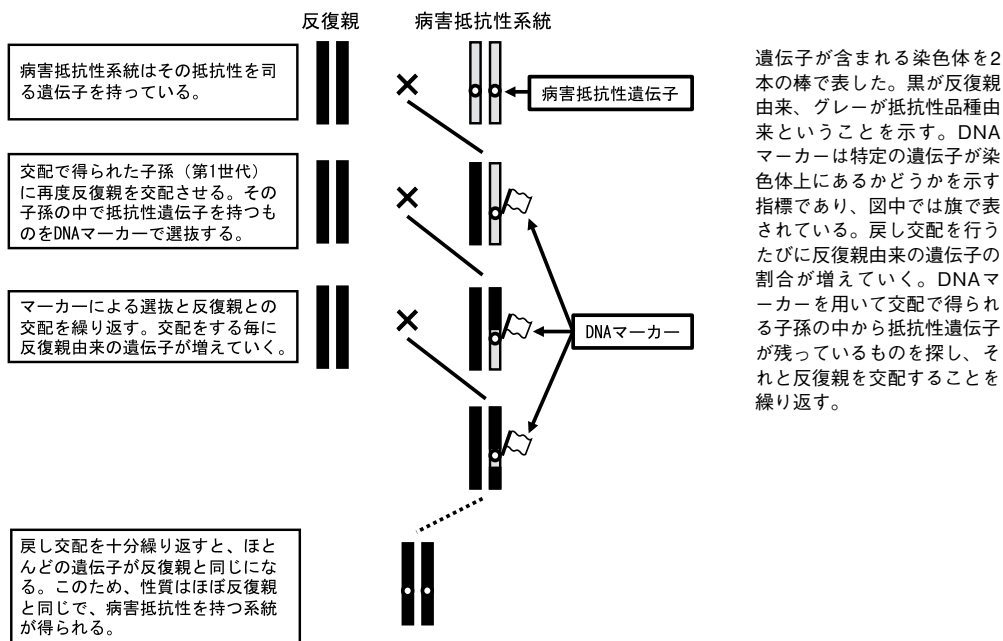 反復親
病害抵抗性系統
病害抵抗性系統はその抵抗性を司
る遺伝子を持っている。
病害抵抗性遺伝子
交配で得られた子孫（第1世代）
に再度反復親を交配させる。その
子孫の中で抵抗性遺伝子を持つも
のをDNAマーカーで選抜する。
マーカーによる選抜と反復親との
交配を繰り返す。交配をする毎に
反復親由来の遺伝子が増えていく。
DNAマーカー
戻し交配を十分繰り返すと、ほと
んどの遺伝子が反復親と同じにな
る。このため、性質はほぼ反復親
と同じで、病害抵抗性を持つ系統
が得られる。
遺伝子が含まれる染色体を2
本の棒で表した。黒が反復親
由来、グレーが抵抗性品種由
来ということを示す。DNA
マーカーは特定の遺伝子が染
色体上にあるかどうかを示す
指標であり、図中では旗で表
されている。戻し交配を行う
たびに反復親由来の遺伝子の
割合が増えていく。DNAマ
ーカーを用いて交配で得られ
る子孫の中から抵抗性遺伝子
が残っているものを探し、そ
れと反復親を交配することを
繰り返す。